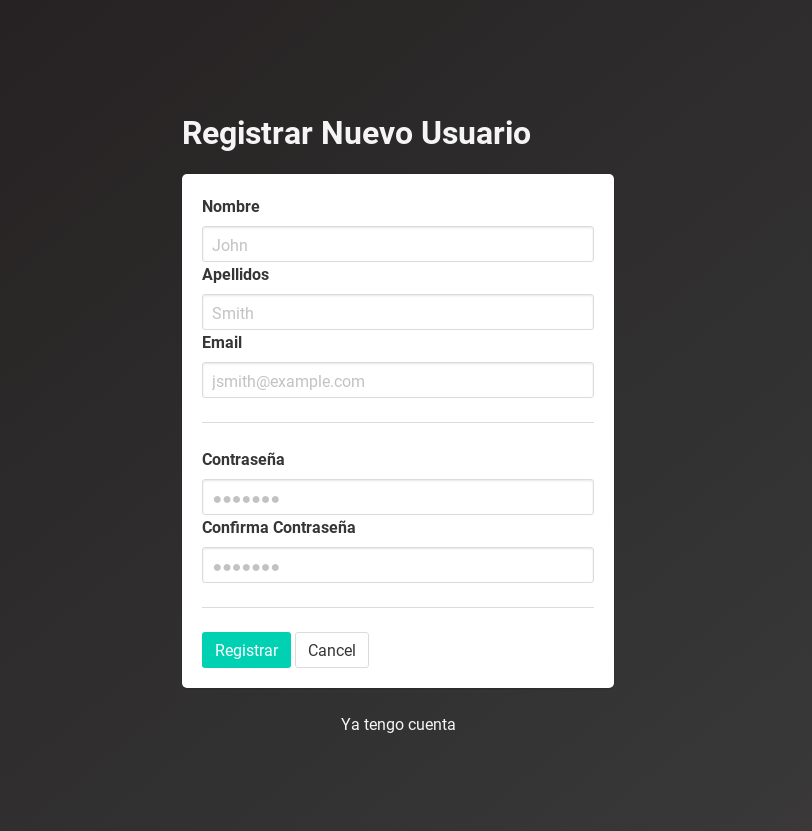 Registrar Nuevo Usuario
Nombre
John
Apellidos
Smith
Email
jsmith@example.com
Contraseña
●●●●●●●
Confirma Contraseña
●●●●●●●
Registrar Cancel
Ya tengo cuenta